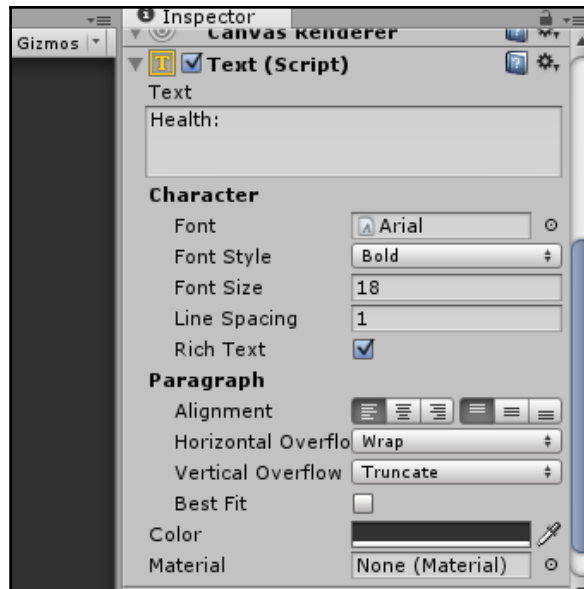 Inspector
Gizmos
Canvas Renderer
Text (Script)
Text
Health:
Character
Font Arial
Font Style Bold
Font Size 18
Line Spacing 1
Rich Text
Paragraph
Alignment
Horizontal Overflo Wrap
Vertical Overflow Truncate
Best Fit
Color
Material None (Material)